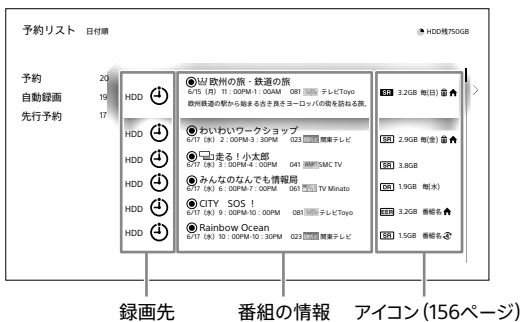 予約リスト 日付順
HDD残750GB
予約 20
自動録画 19
先行予約 17
HDD 欧州の旅・鉄道の旅
6/15（月）11：00PM-1：00AM 081 テレビToyo SR 3.2GB 毎(日)
欧州鉄道の駅から始まる古き良きヨーロッパの街を訪ねる旅。
HDD わいわいワークショップ
6/17（水）2：00PM-3：30PM 023 関東テレビ SR 2.9GB 毎(金)
HDD 走る！小太郎
6/17（水）3：00PM-4：00PM 041 SMC TV SR 3.8GB
HDD みんなのなんでも情報局
6/17（水）6：00PM-7：00PM 061 TV Minato DR 1.9GB 毎(水)
HDD CITY SOS！
6/17（水）9：00PM-10：00PM 081 テレビToyo EER 3.2GB 番組名
HDD Rainbow Ocean
6/17（水）10：00PM-10：30PM 023 関東テレビ SR 1.5GB 番組名
録画先 番組の情報 アイコン（156ページ）